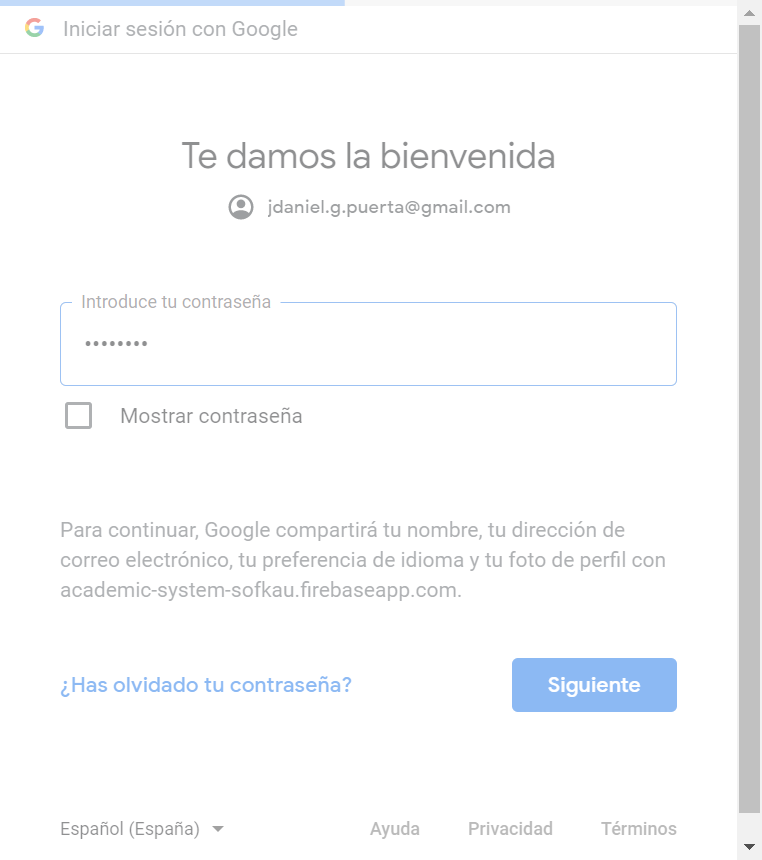 Iniciar sesión con Google
Te damos la bienvenida
jdaniel.g.puerta@gmail.com
Introduce tu contraseña
••••••••
Mostrar contraseña
Para continuar, Google compartirá tu nombre, tu dirección de
correo electrónico, tu preferencia de idioma y tu foto de perfil con
academic-system-sofkau.firebaseapp.com.
¿Has olvidado tu contraseña?
Siguiente
Español (España)
Ayuda
Privacidad
Términos